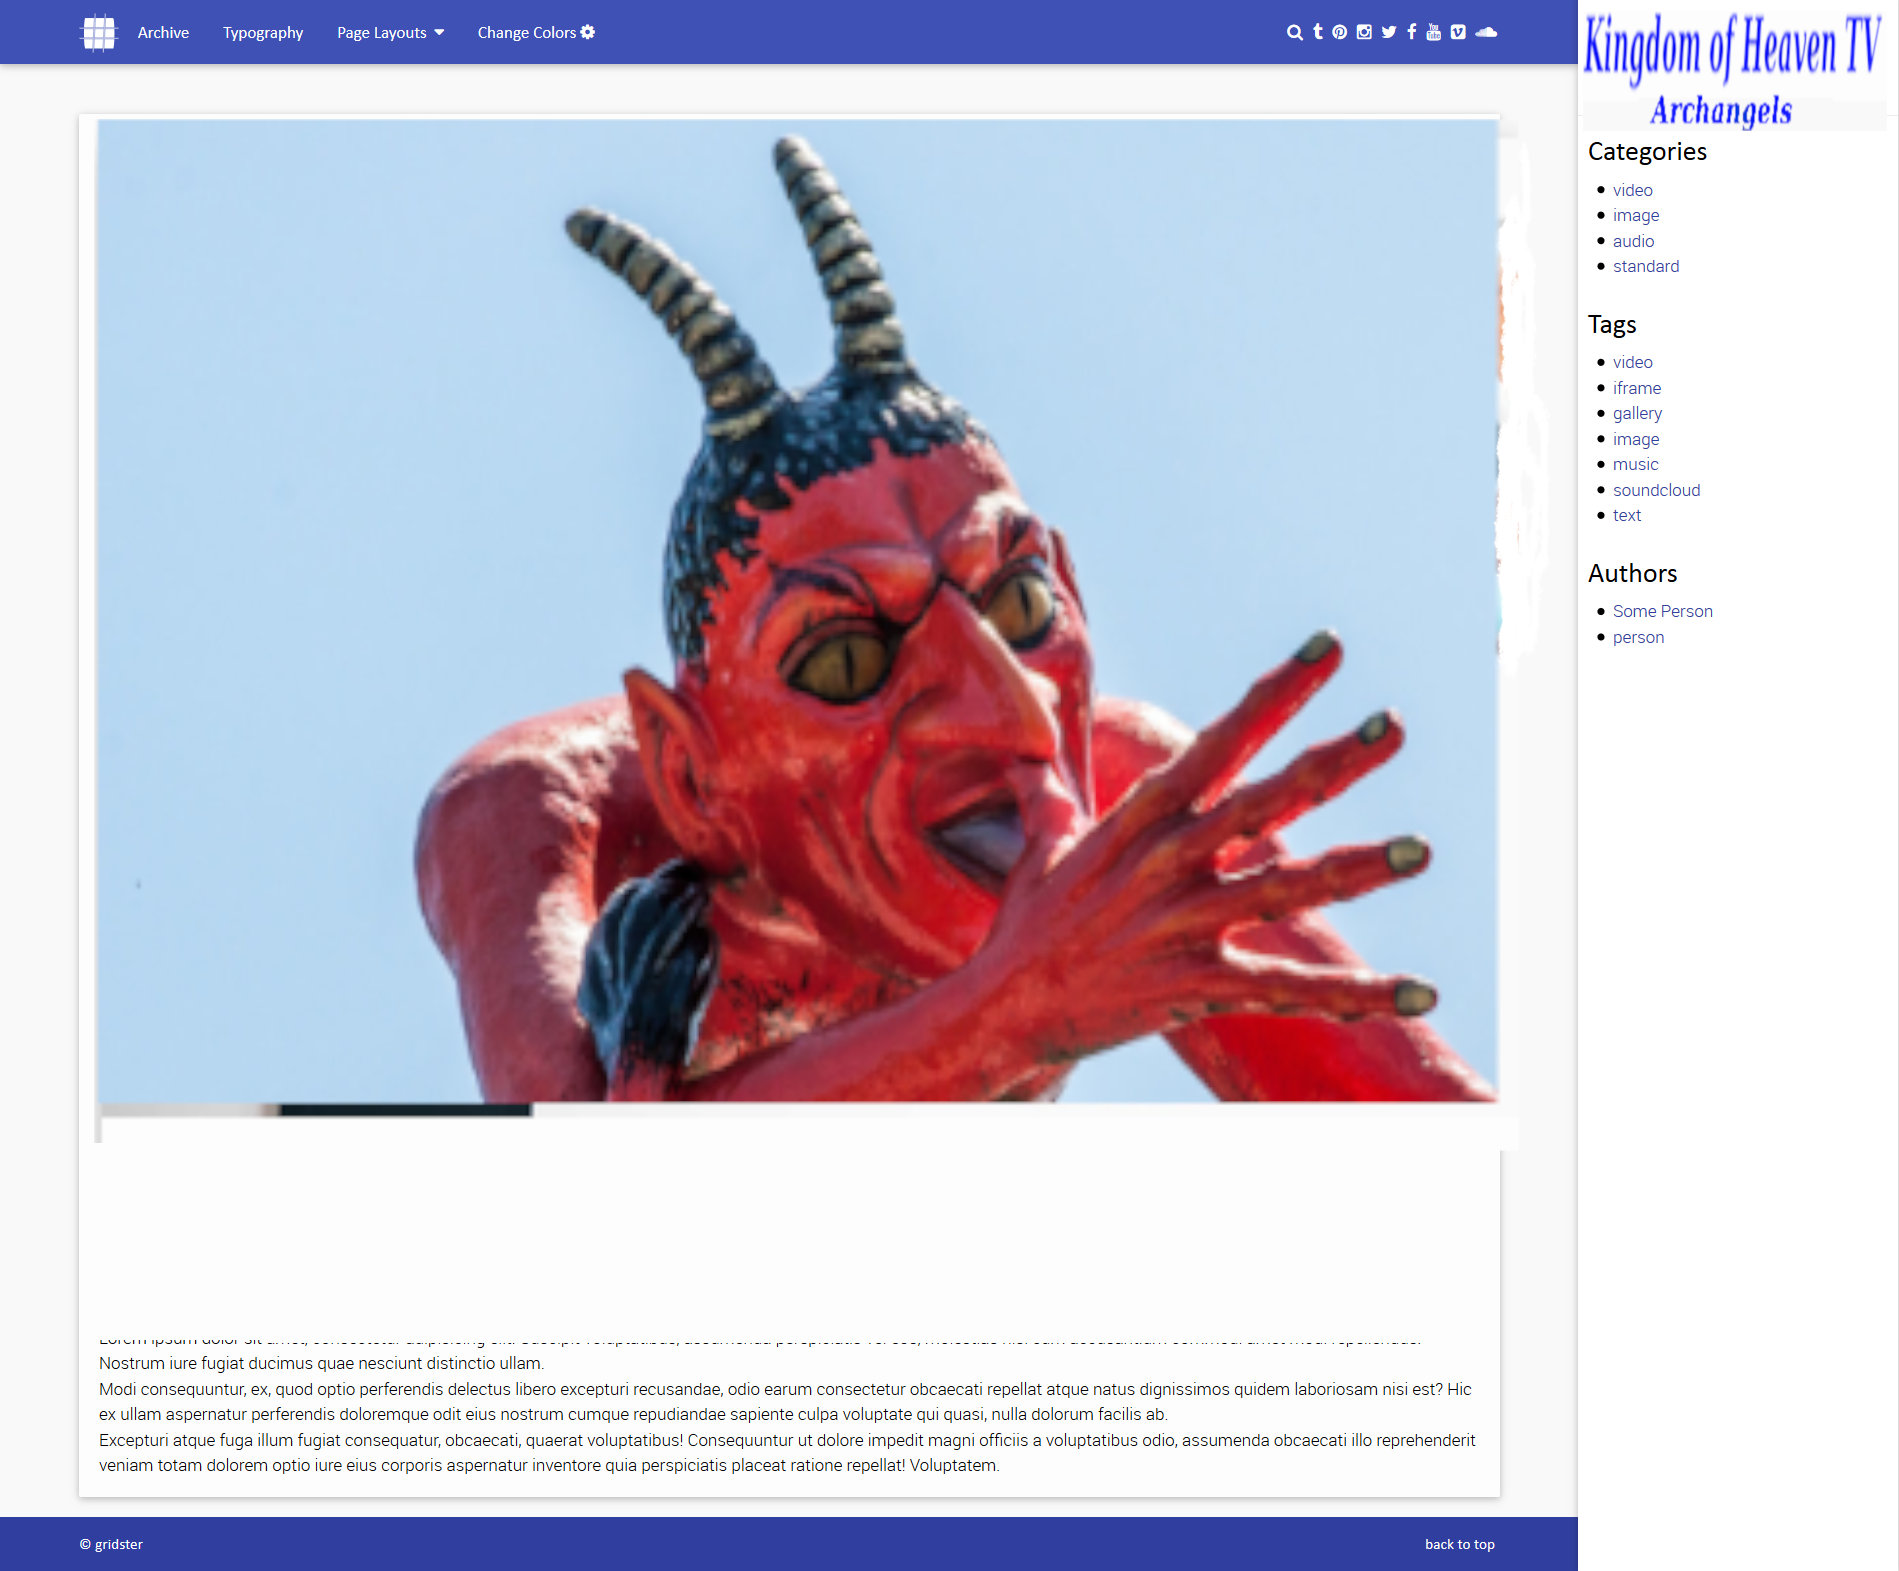 Archive Typography Page Layouts Change Colors
Kingdom of Heaven TV
Archangels
Categories
video
image
audio
standard
Tags
video
iframe
gallery
image
music
soundcloud
text
Authors
Some Person
person
Nostrum iure fugiat ducimus quae nesciunt distinctio ullam.
Modi consequuntur, ex, quod optio perferendis delectus libero excepturi recusandae, odio earum consectetur obcaecati repellat atque natus dignissimos quidem laboriosam nisi est? Hic
ex ullam aspernatur perferendis doloremque odit eius nostrum cumque repudiandae sapiente culpa voluptate qui quasi, nulla dolorum facilis ab.
Excepturi atque fuga illum fugiat consequatur, obcaecati, quaerat voluptatibus! Consequuntur ut dolore impedit magni officiis a voluptatibus odio, assumenda obcaecati illo reprehenderit
veniam totam dolorem optio iure eius corporis aspernatur inventore quia perspiciatis placeat ratione repellat! Voluptatem.
© gridster
back to top